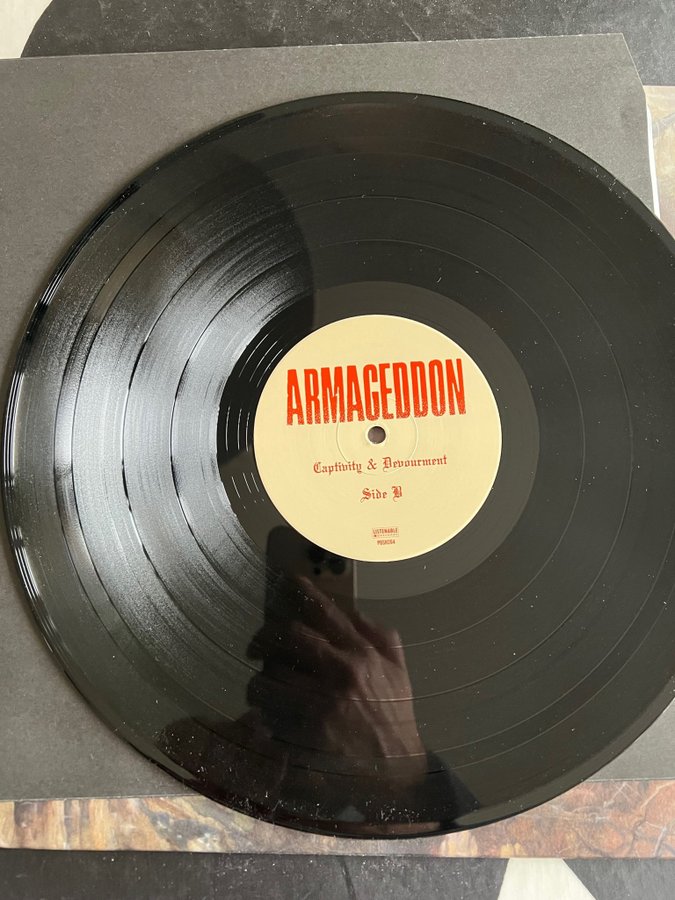 ARMAGEDDON
Captivity & Devourment
Side B
LISTENABLE